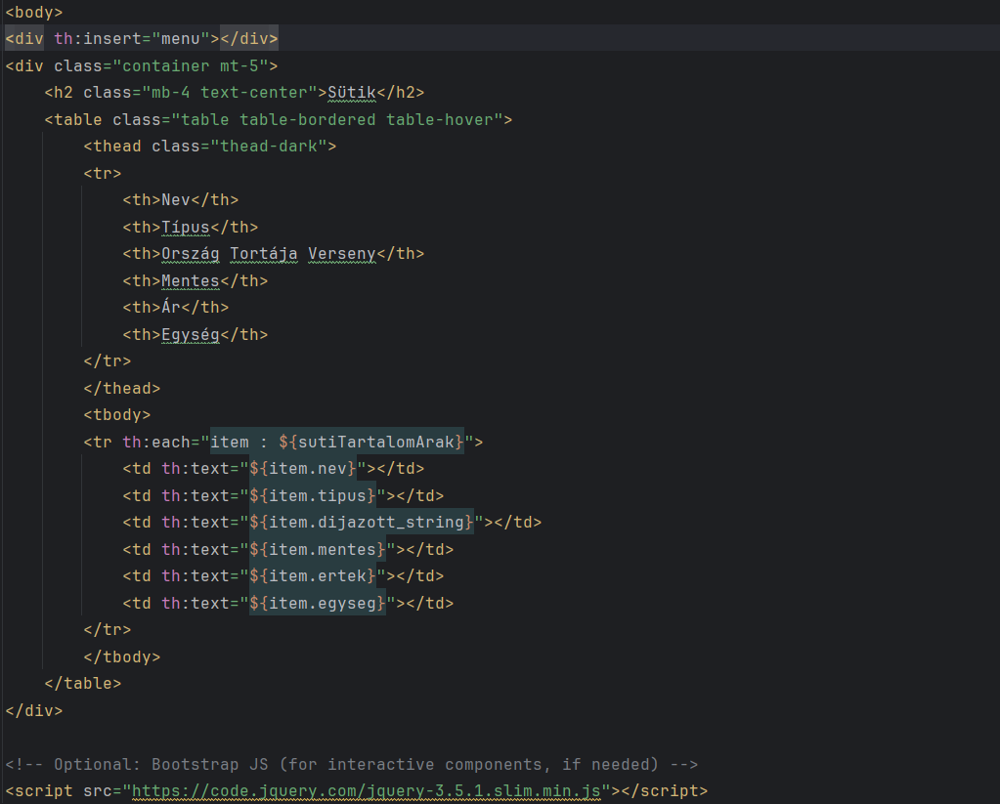 <body>
<div th:insert="menu"></div>
<div class="container mt-5">
    <h2 class="mb-4 text-center">Sütik</h2>
    <table class="table table-bordered table-hover">
        <thead class="thead-dark">
        <tr>
            <th>Nev</th>
            <th>Típus</th>
            <th>Ország Tortája Verseny</th>
            <th>Mentes</th>
            <th>Ár</th>
            <th>Egység</th>
        </tr>
        </thead>
        <tbody>
        <tr th:each="item : ${sutiTartalomArak}">
            <td th:text="${item.nev}"></td>
            <td th:text="${item.tipus}"></td>
            <td th:text="${item.dijazott_string}"></td>
            <td th:text="${item.mentes}"></td>
            <td th:text="${item.ertek}"></td>
            <td th:text="${item.egyseg}"></td>
        </tr>
        </tbody>
    </table>
</div>

<!-- Optional: Bootstrap JS (for interactive components, if needed) -->
<script src="https://code.jquery.com/jquery-3.5.1.slim.min.js"></script>